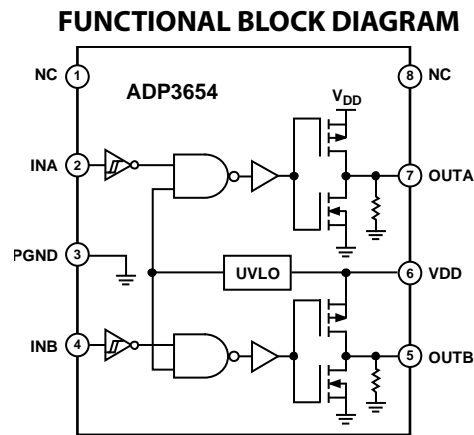 FUNCTIONAL BLOCK DIAGRAM
NC 1
8 NC
ADP3654
VDD
INA 2
7 OUTA
PGND 3
UVLO
6 VDD
INB 4
5 OUTB